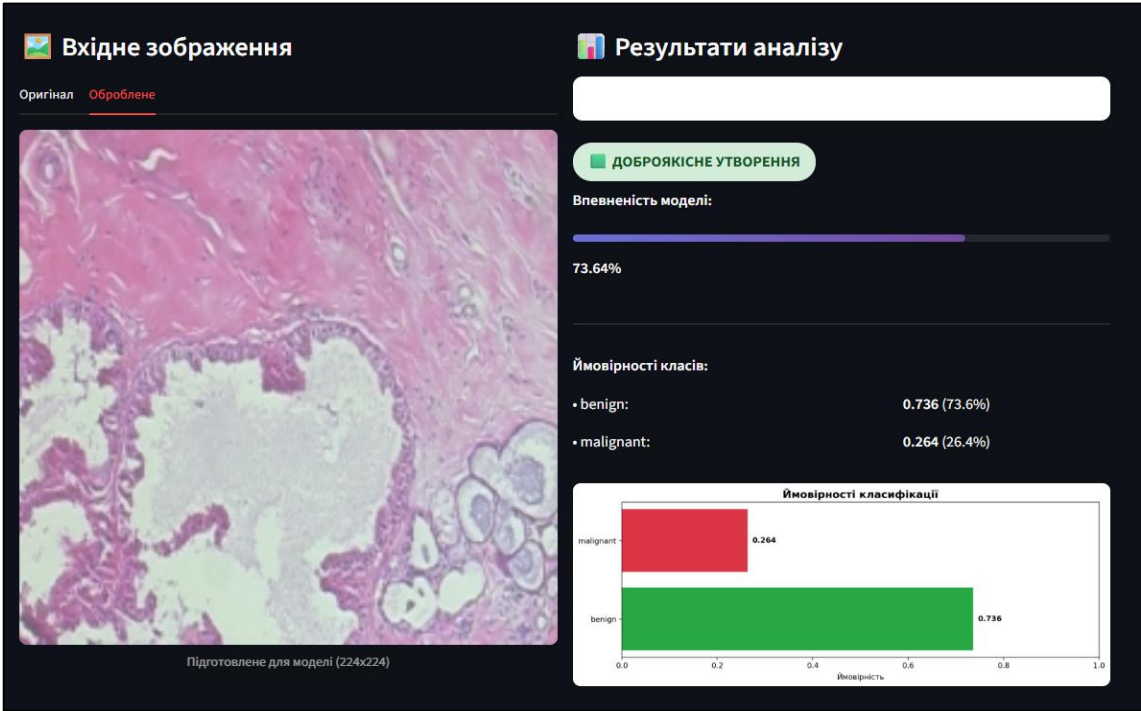 Вхідне зображення
Оригінал Оброблене
Підготовлене для моделі (224x224)
Результати аналізу
ДОБРОЯКІСНЕ УТВОРЕННЯ
Впевненість моделі:
73.64%
Ймовірності класів:
• benign: 0.736 (73.6%)
• malignant: 0.264 (26.4%)
Ймовірності класифікації
malignant 0.264
benign 0.736
0.0 0.2 0.4 0.6 0.8 1.0
Ймовірність